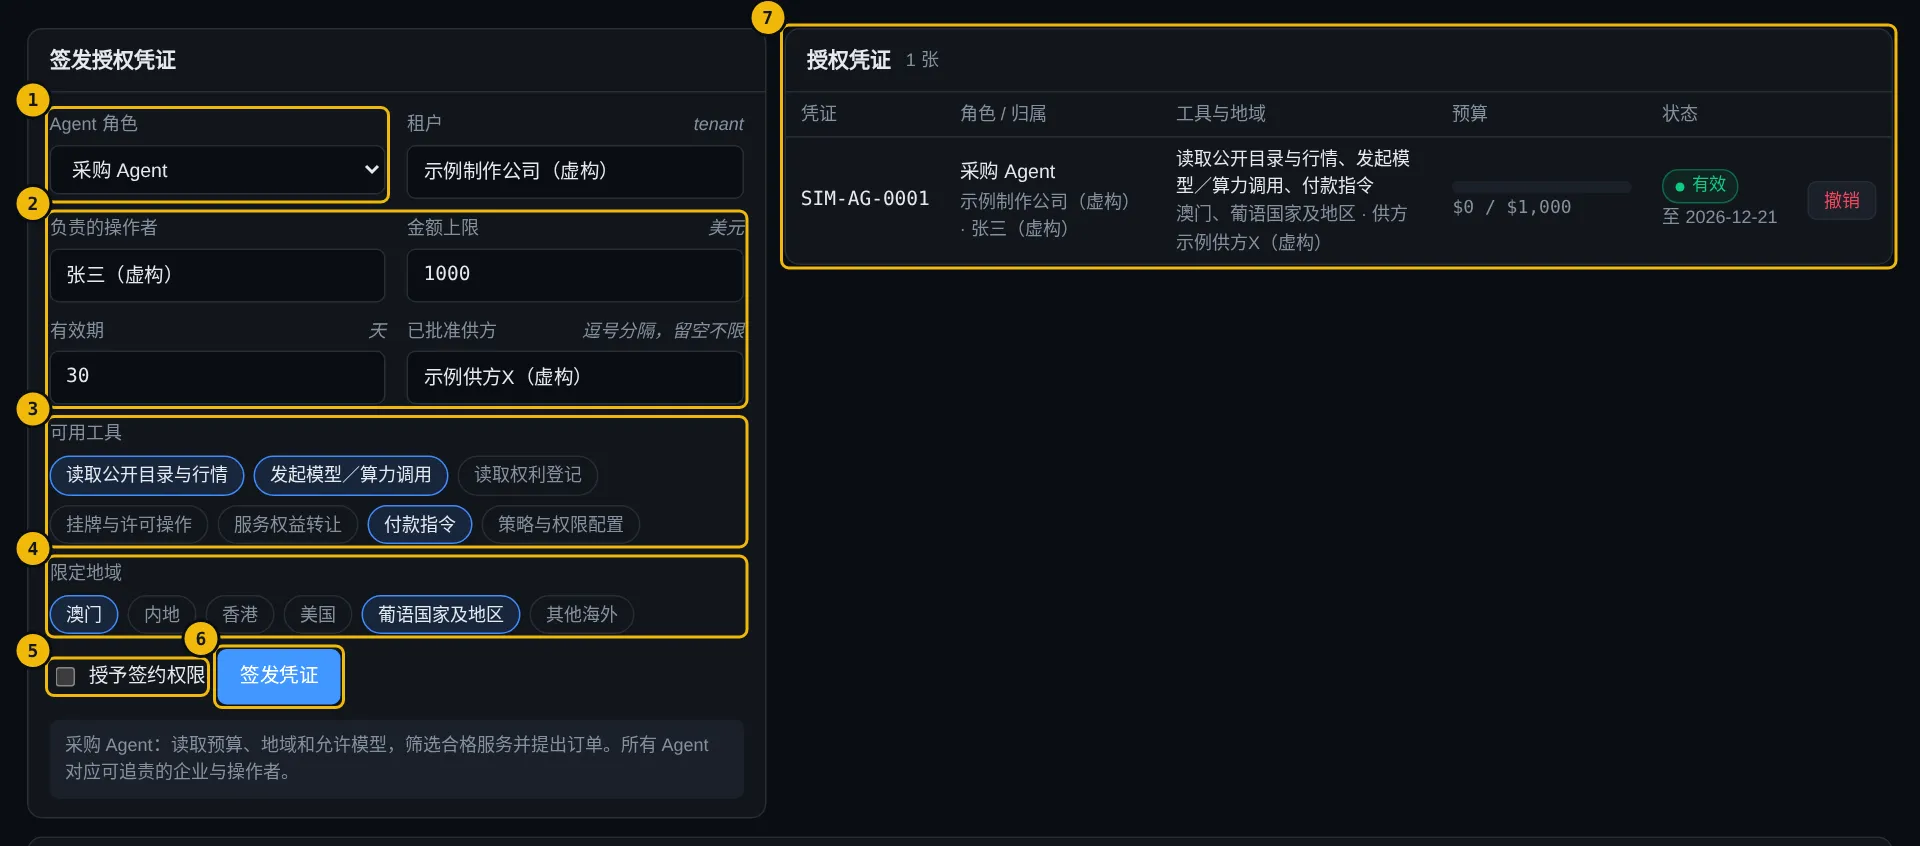 签发授权凭证
1
Agent 角色
租户
tenant
采购 Agent
示例制作公司（虚构）
2
负责的操作者
金额上限
美元
张三（虚构）
1000
有效期
天
已批准供方
逗号分隔，留空不限
30
示例供方X（虚构）
3
可用工具
读取公开目录与行情
发起模型／算力调用
读取权利登记
挂牌与许可操作
服务权益转让
付款指令
策略与权限配置
4
限定地域
澳门
内地
香港
美国
葡语国家及地区
其他海外
5
授予签约权限
6
签发凭证
采购 Agent：读取预算、地域和允许模型，筛选合格服务并提出订单。所有 Agent
对应可追责的企业与操作者。
7
授权凭证 1 张
凭证
角色 / 归属
工具与地域
预算
状态
SIM-AG-0001
采购 Agent
示例制作公司（虚构）
· 张三（虚构）
读取公开目录与行情、发起模
型／算力调用、付款指令
澳门、葡语国家及地区 · 供方
示例供方X（虚构）
$0 / $1,000
有效
至 2026-12-21
撤销